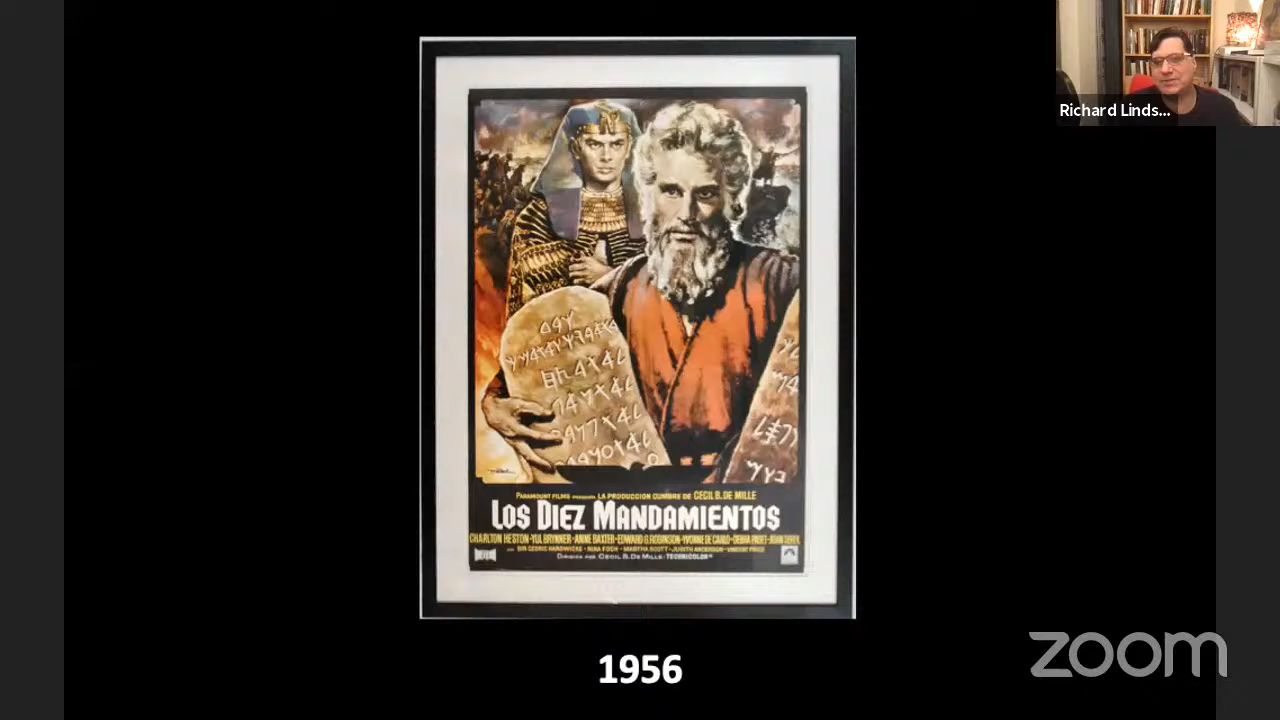 Richard Linds...
PARAMOUNT FILMS PRESENTA LA PRODUCCION CUMBRE DE CECIL B. DE MILLE
LOS DIEZ MANDAMIENTOS
CHARLTON HESTON · YUL BRYNNER · ANNE BAXTER · EDWARD G. ROBINSON · YVONNE DE CARLO · DEBRA PAGET · JOHN DEREK
SIR CEDRIC HARDWICKE · NINA FOCH · MARTHA SCOTT · JUDITH ANDERSON · VINCENT PRICE
DIRIGIDA POR CECIL B. DE MILLE · TECHNICOLOR
1956
zoom